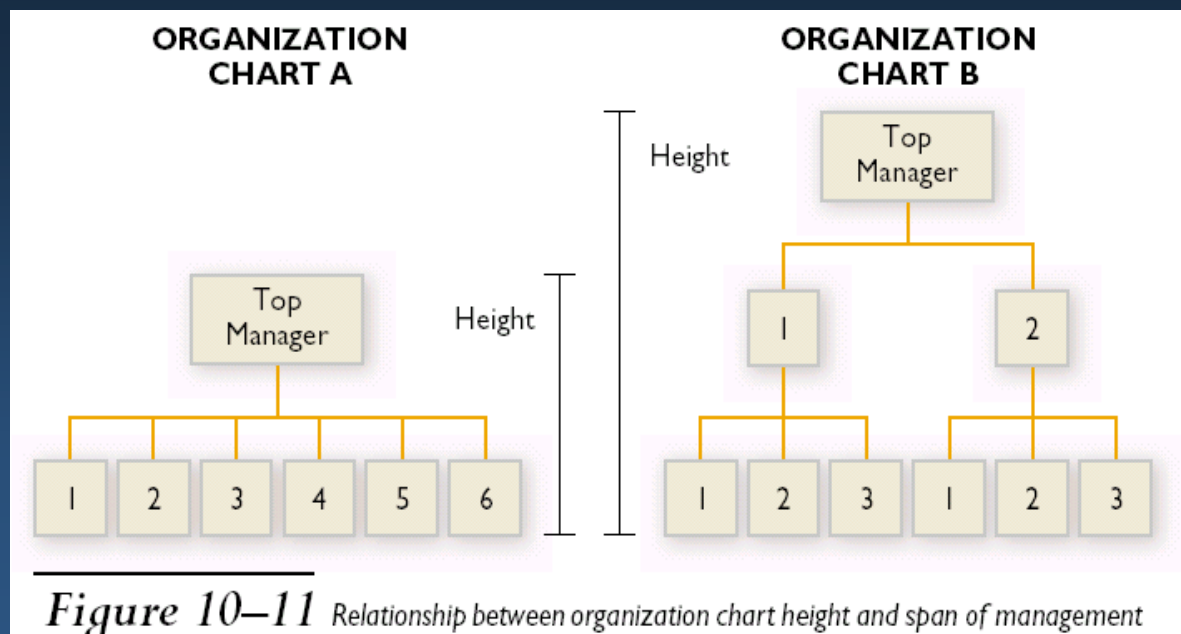 ORGANIZATION
CHART A
Height
Top
Manager
1 2 3 4 5 6
ORGANIZATION
CHART B
Height
Top
Manager
1 2
1 2 3 1 2 3
Figure 10–11 Relationship between organization chart height and span of management